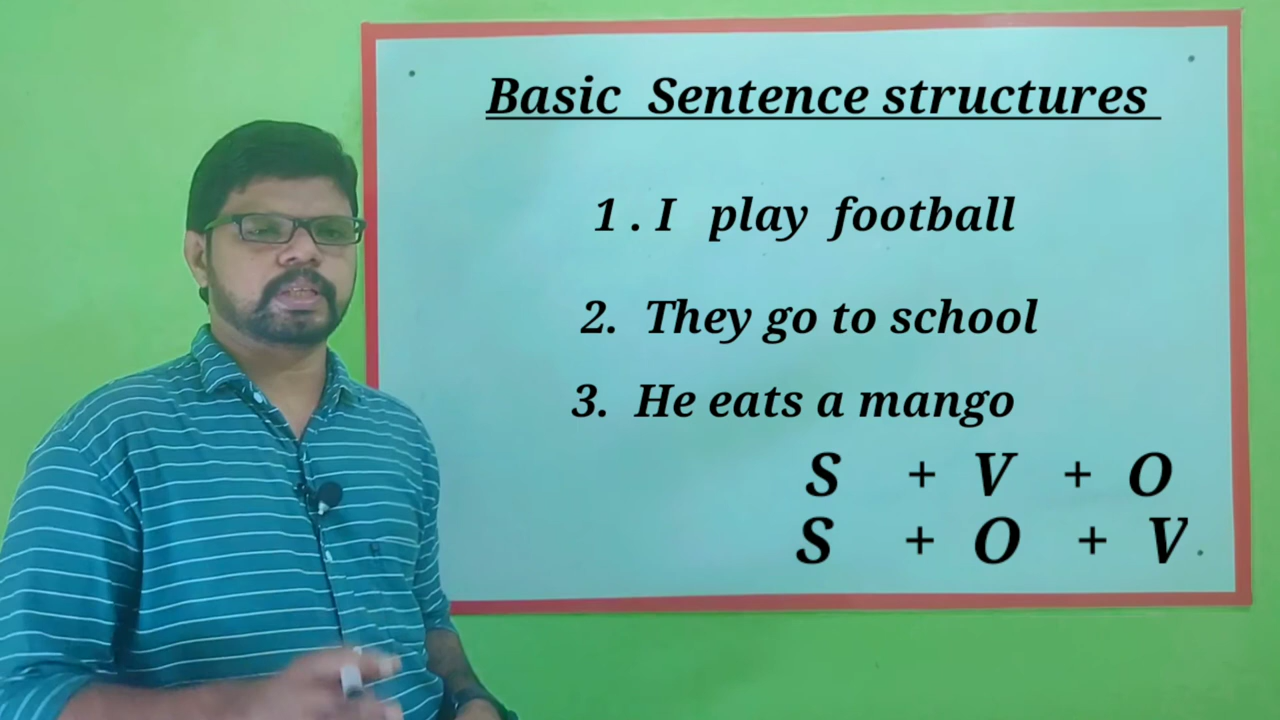 Basic Sentence structures
1 . I play football
2. They go to school
3. He eats a mango
S + V + O
S + O + V